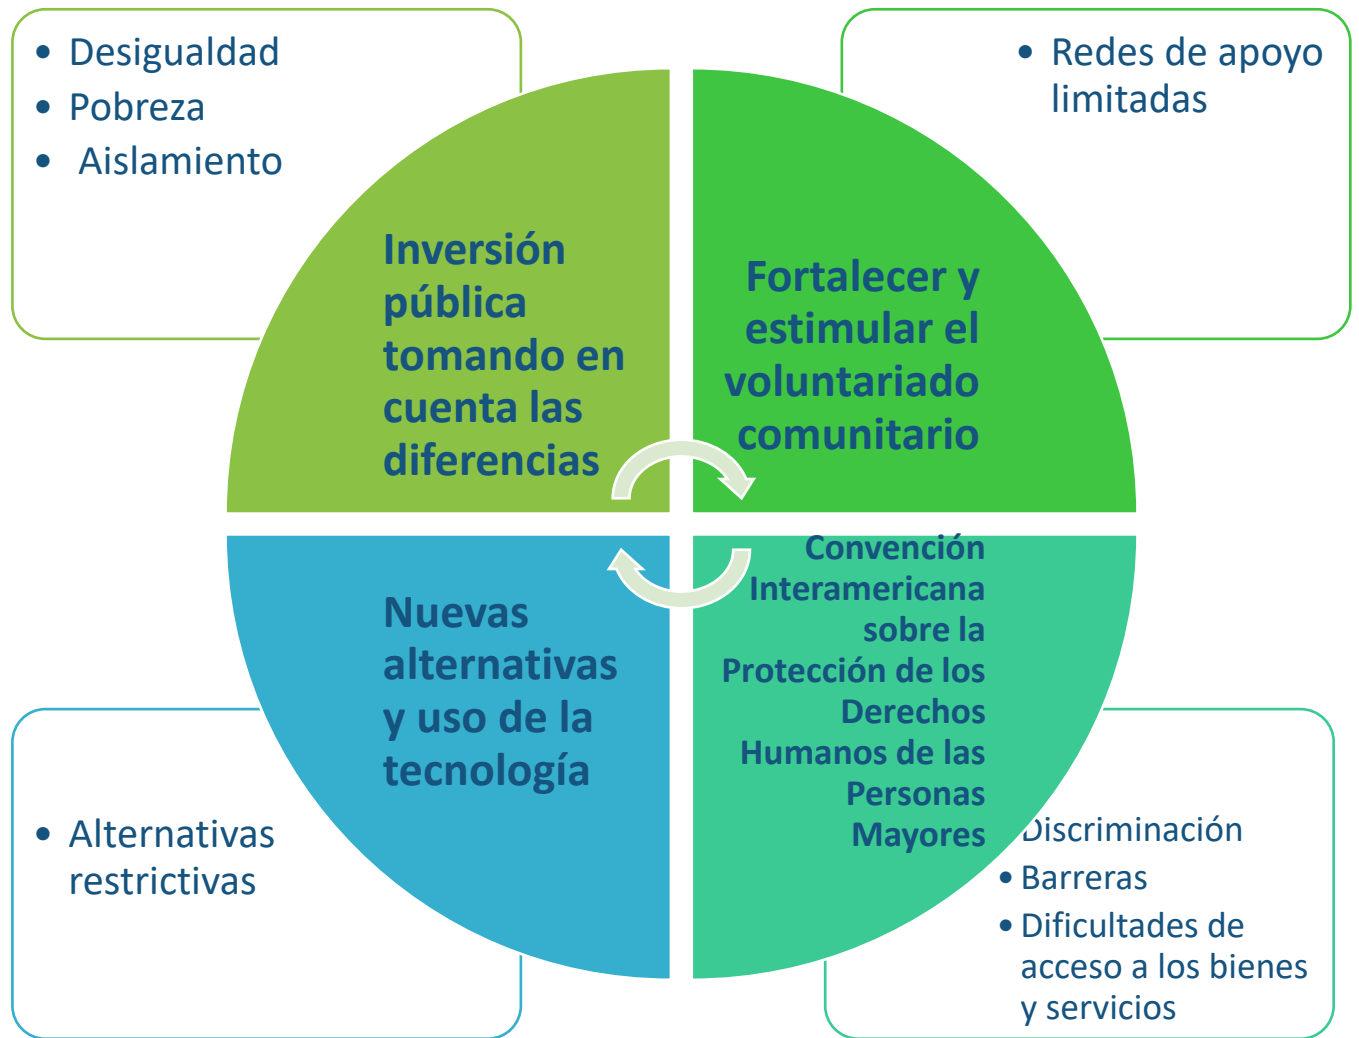 • Desigualdad
• Pobreza
• Aislamiento
• Redes de apoyo
limitadas
Inversión
pública
tomando en
cuenta las
diferencias
Fortalecer y
estimular el
voluntariado
comunitario
Nuevas
alternativas
y uso de la
tecnología
Convención
Interamericana
sobre la
Protección de los
Derechos
Humanos de las
Personas
Mayores
• Alternativas
restrictivas
Discriminación
• Barreras
• Dificultades de
acceso a los bienes
y servicios